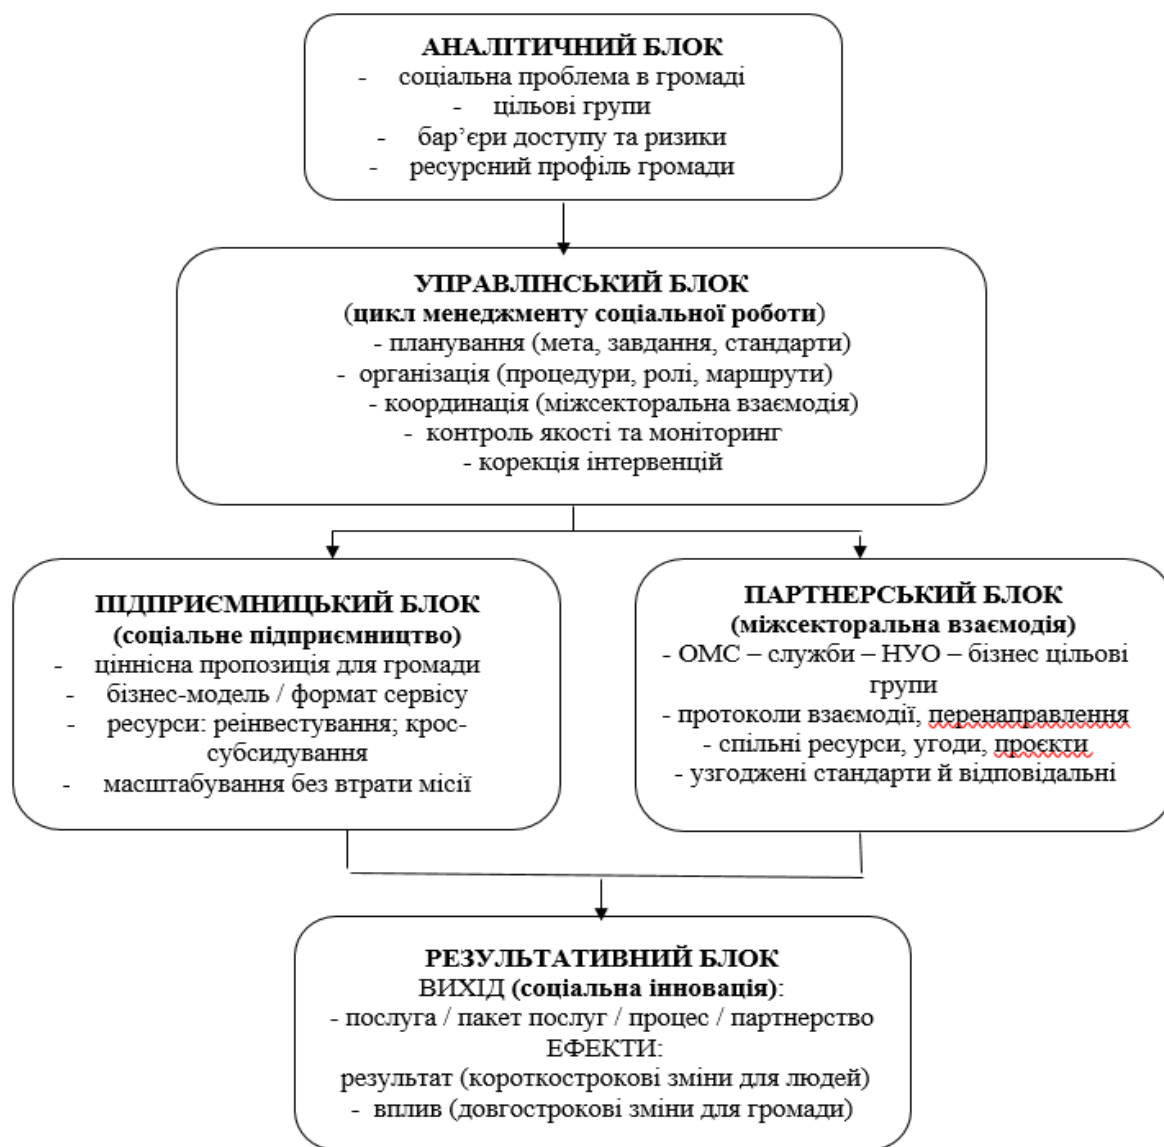 АНАЛІТИЧНИЙ БЛОК
- соціальна проблема в громаді
- цільові групи
- бар’єри доступу та ризики
- ресурсний профіль громади
УПРАВЛІНСЬКИЙ БЛОК
(цикл менеджменту соціальної роботи)
- планування (мета, завдання, стандарти)
- організація (процедури, ролі, маршрути)
- координація (міжсекторальна взаємодія)
- контроль якості та моніторинг
- корекція інтервенцій
ПІДПРИЄМНИЦЬКИЙ БЛОК
(соціальне підприємництво)
- ціннісна пропозиція для громади
- бізнес-модель / формат сервісу
- ресурси: реінвестування; крос-
субсидування
- масштабування без втрати місії
ПАРТНЕРСЬКИЙ БЛОК
(міжсекторальна взаємодія)
- ОМС – служби – НУО – бізнес цільові
групи
- протоколи взаємодії, перенаправлення
- спільні ресурси, угоди, проєкти
- узгоджені стандарти й відповідальні
РЕЗУЛЬТАТИВНИЙ БЛОК
ВИХІД (соціальна інновація):
- послуга / пакет послуг / процес / партнерство
ЕФЕКТИ:
результат (короткострокові зміни для людей)
- вплив (довгострокові зміни для громади)